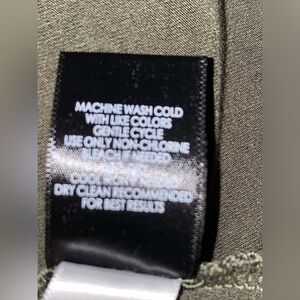 MACHINE WASH COLD
WITH LIKE COLORS
GENTLE CYCLE
USE ONLY NON-CHLORINE
BLEACH IF NEEDED
DRY CLEAN RECOMMENDED
FOR BEST RESULTS